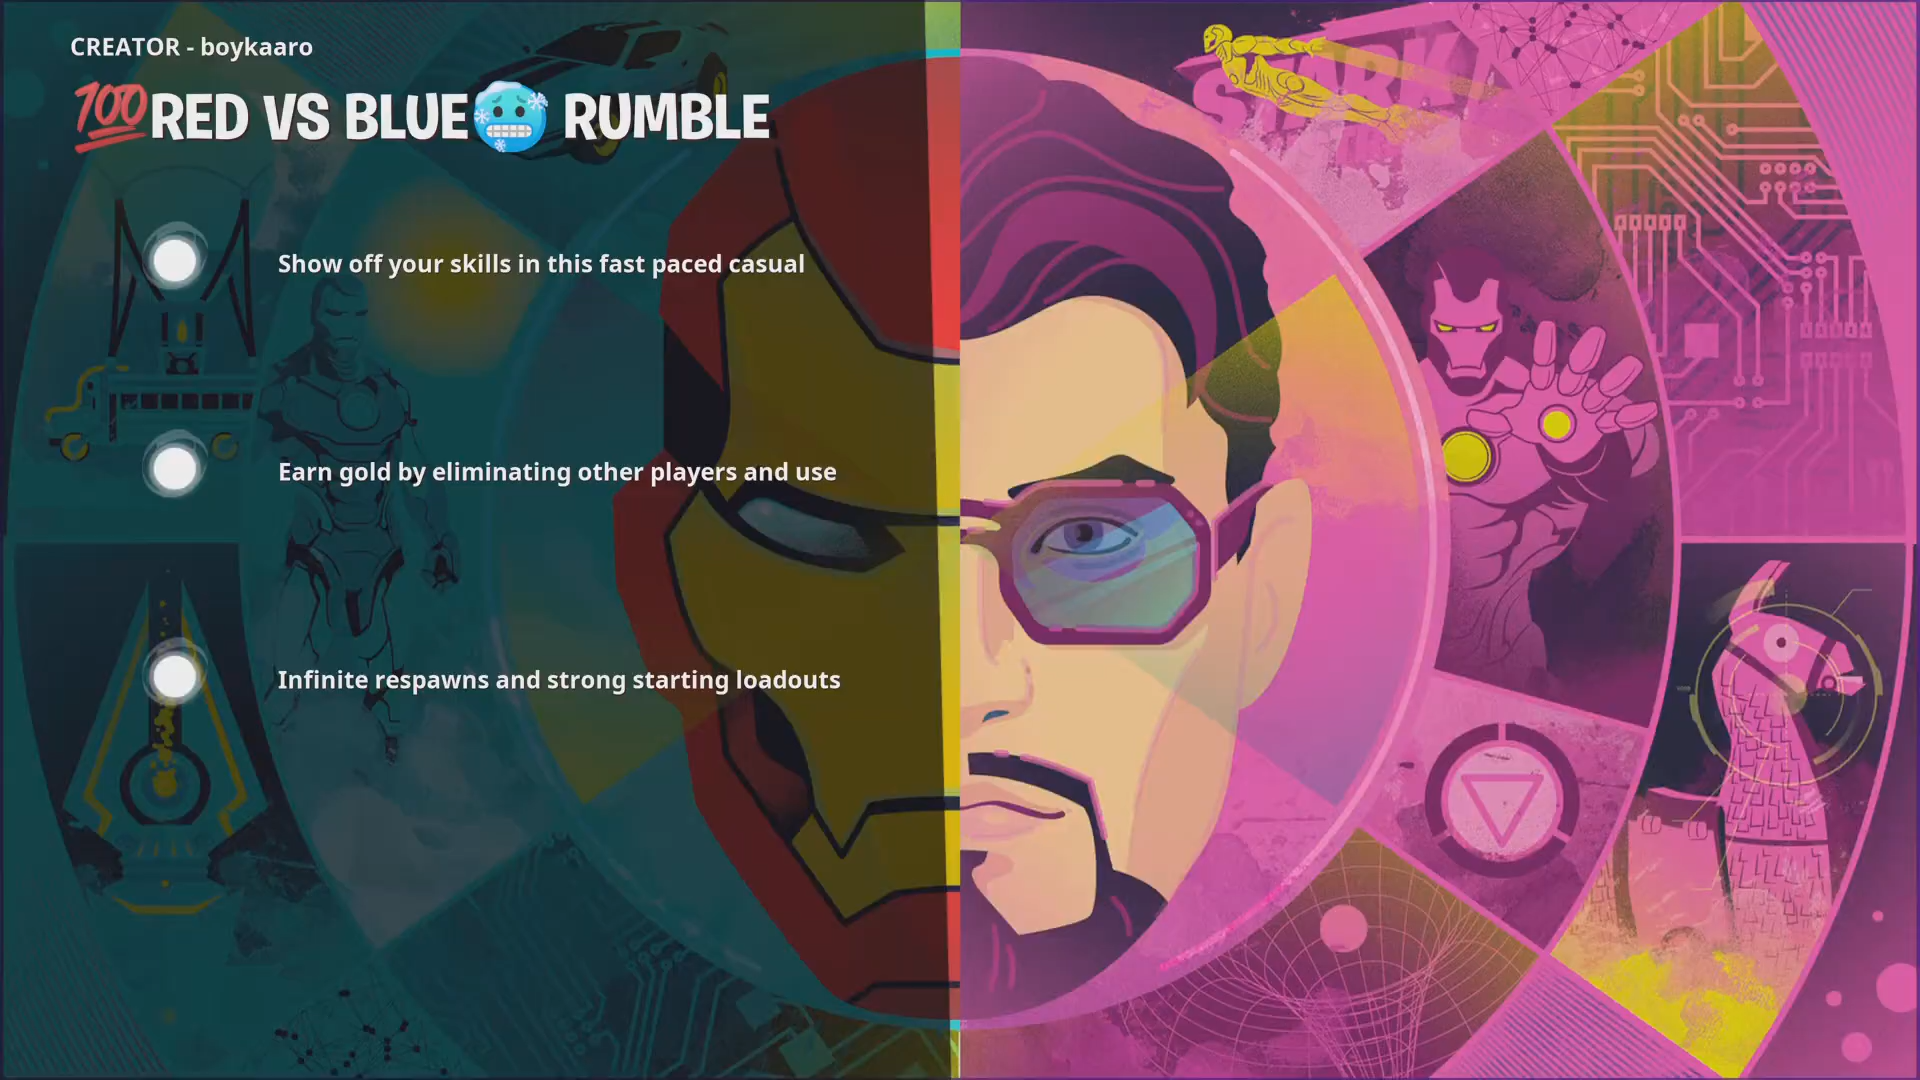 CREATOR - boykaaro
💯RED VS BLUE🥶 RUMBLE
STARK
Show off your skills in this fast paced casual
Earn gold by eliminating other players and use
Infinite respawns and strong starting loadouts